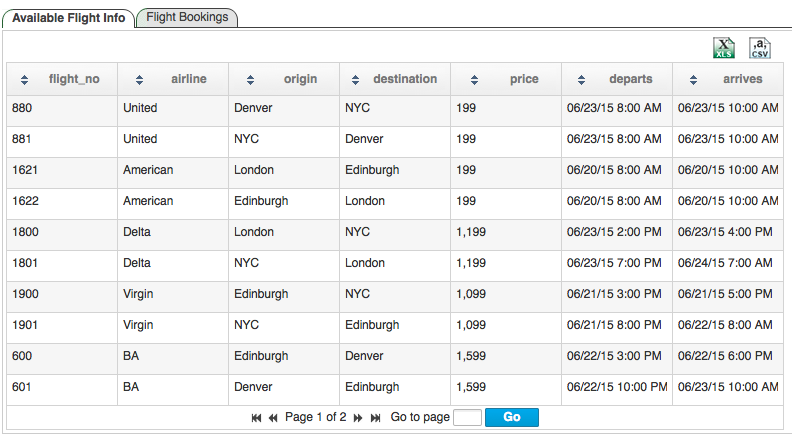 Available Flight Info Flight Bookings
XLS CSV
flight_no airline origin destination price departs arrives
880 United Denver NYC 199 06/23/15 8:00 AM 06/23/15 10:00 AM
881 United NYC Denver 199 06/23/15 8:00 AM 06/23/15 10:00 AM
1621 American London Edinburgh 199 06/20/15 8:00 AM 06/20/15 10:00 AM
1622 American Edinburgh London 199 06/20/15 8:00 AM 06/20/15 10:00 AM
1800 Delta London NYC 1,199 06/23/15 2:00 PM 06/23/15 4:00 PM
1801 Delta NYC London 1,199 06/23/15 7:00 PM 06/24/15 7:00 AM
1900 Virgin Edinburgh NYC 1,099 06/21/15 3:00 PM 06/21/15 5:00 PM
1901 Virgin NYC Edinburgh 1,099 06/21/15 8:00 PM 06/22/15 8:00 AM
600 BA Edinburgh Denver 1,599 06/22/15 3:00 PM 06/22/15 6:00 PM
601 BA Denver Edinburgh 1,599 06/22/15 10:00 PM 06/23/15 10:00 AM
Page 1 of 2 Go to page Go